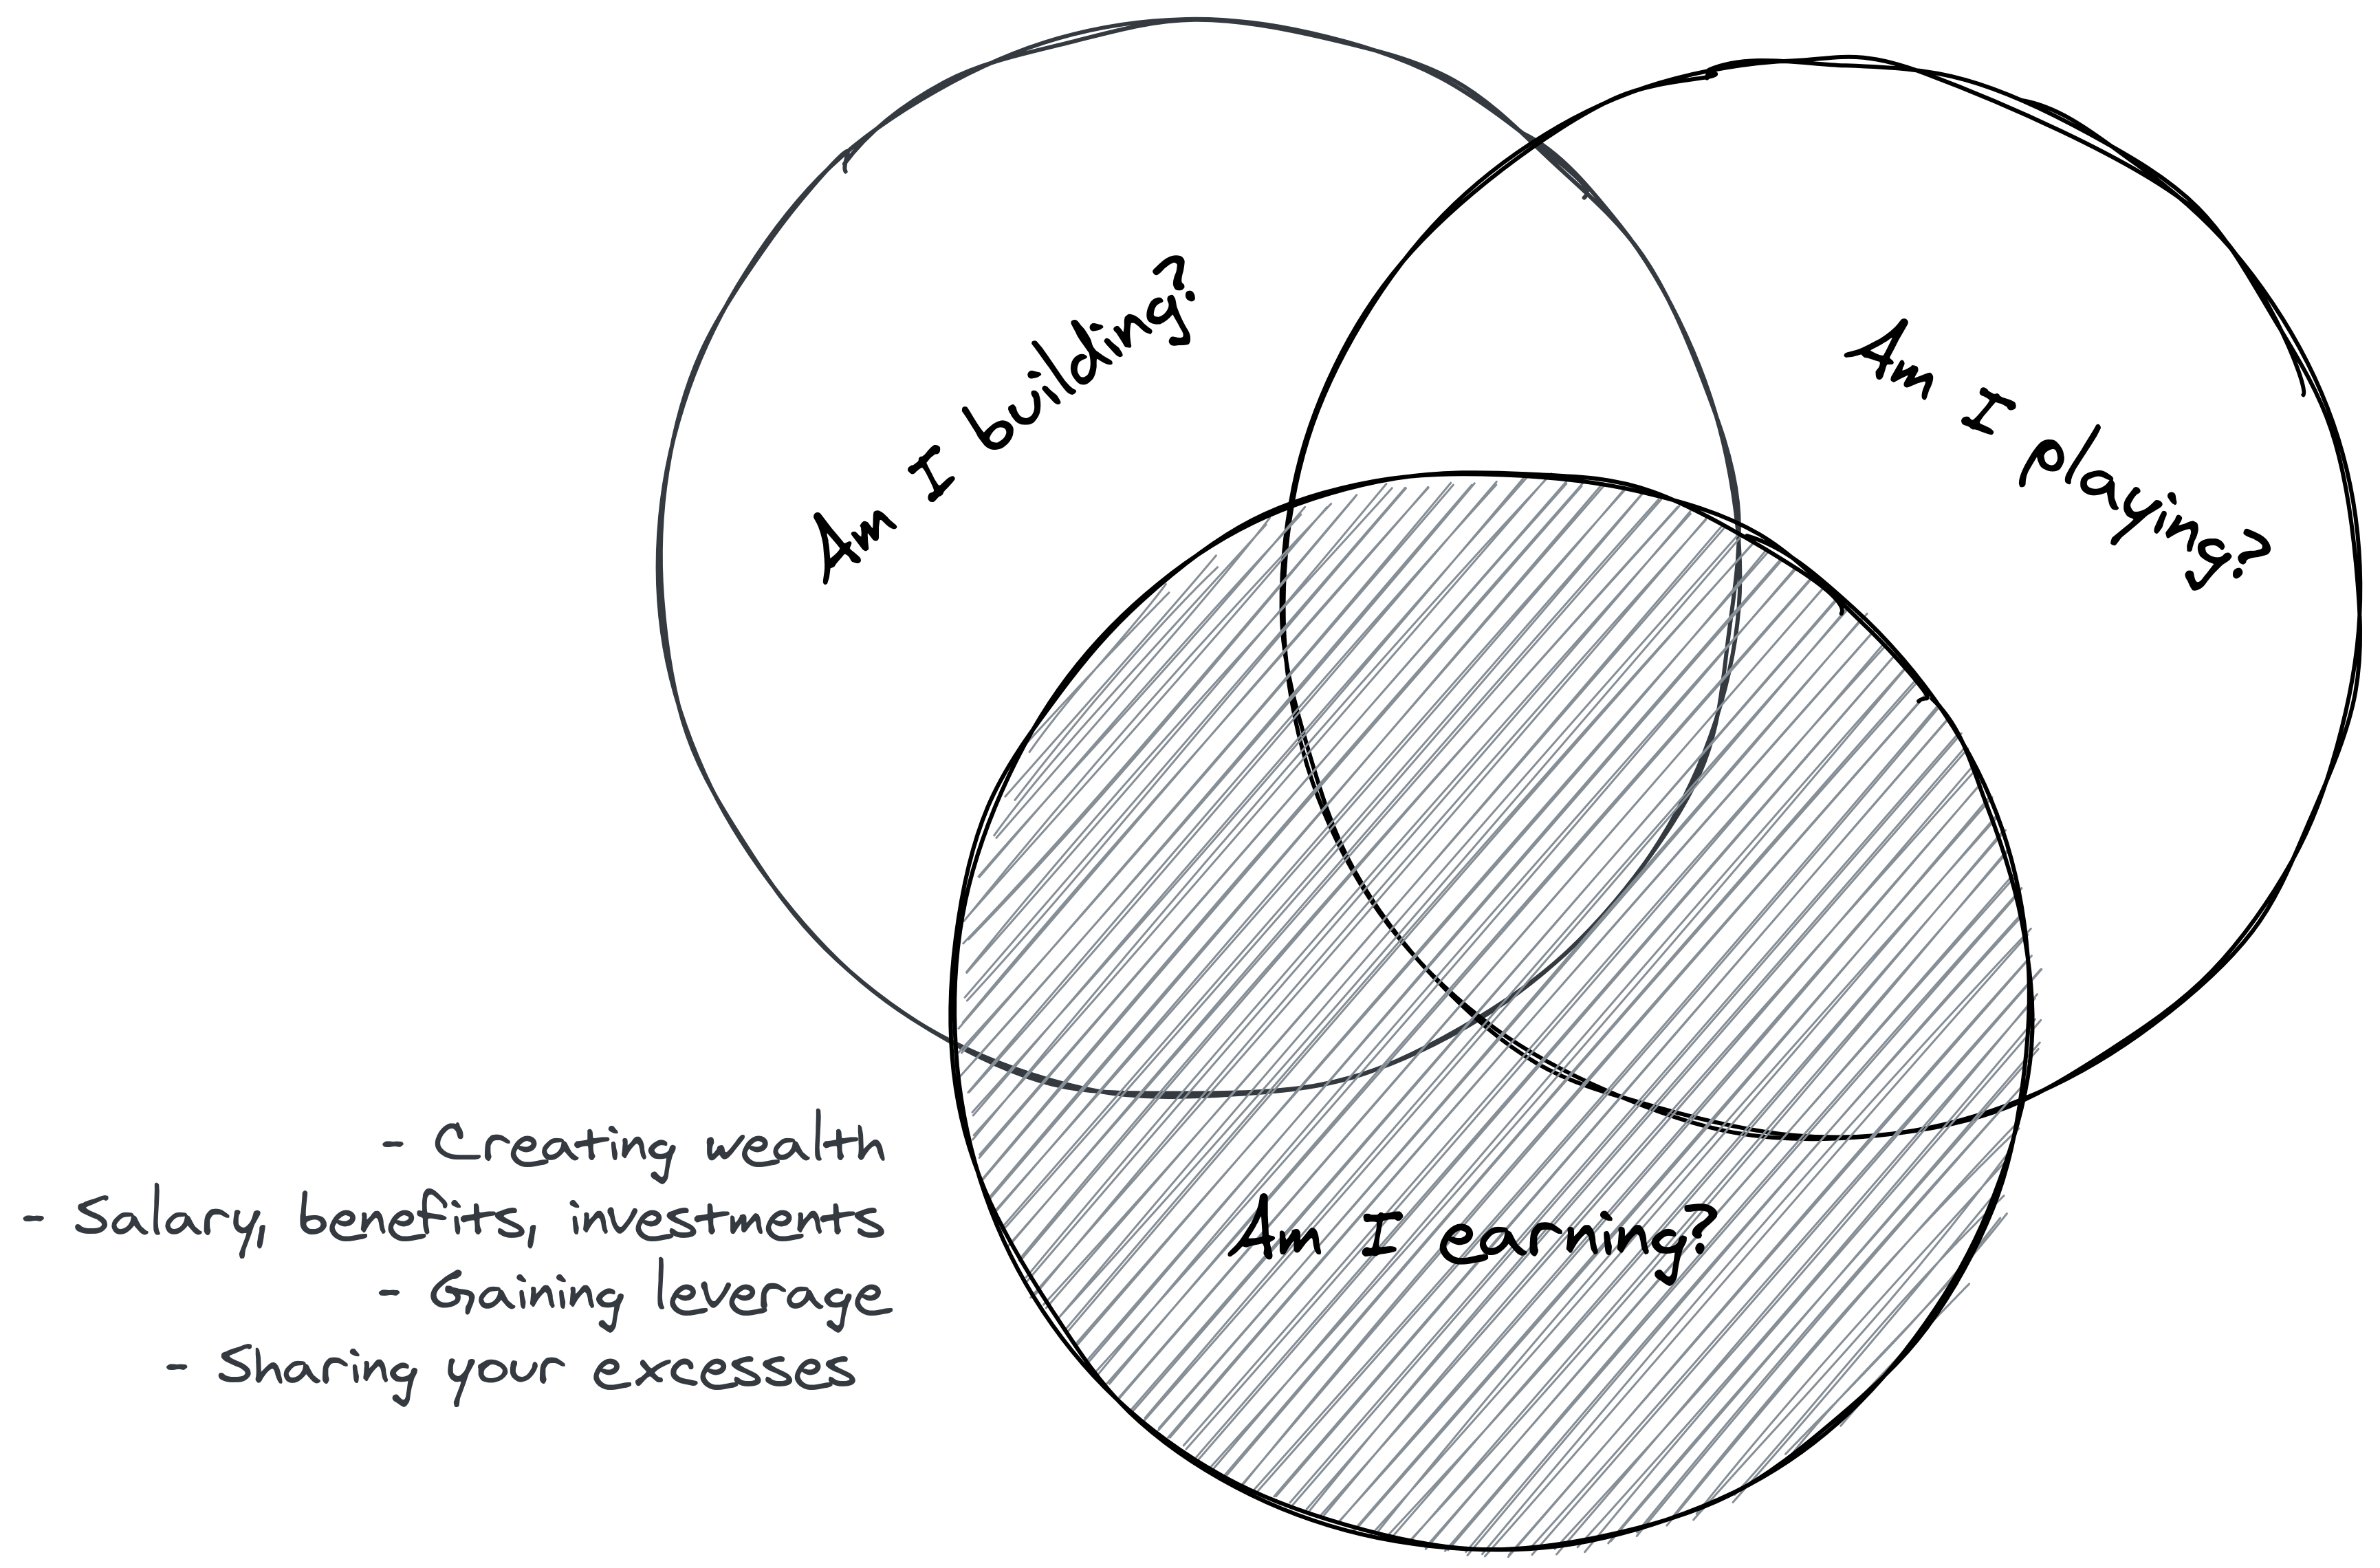 Am I building?
Am I playing?
- Creating wealth
- Salary, benefits, investments
- Gaining leverage
- Sharing your excesses
Am I earning?